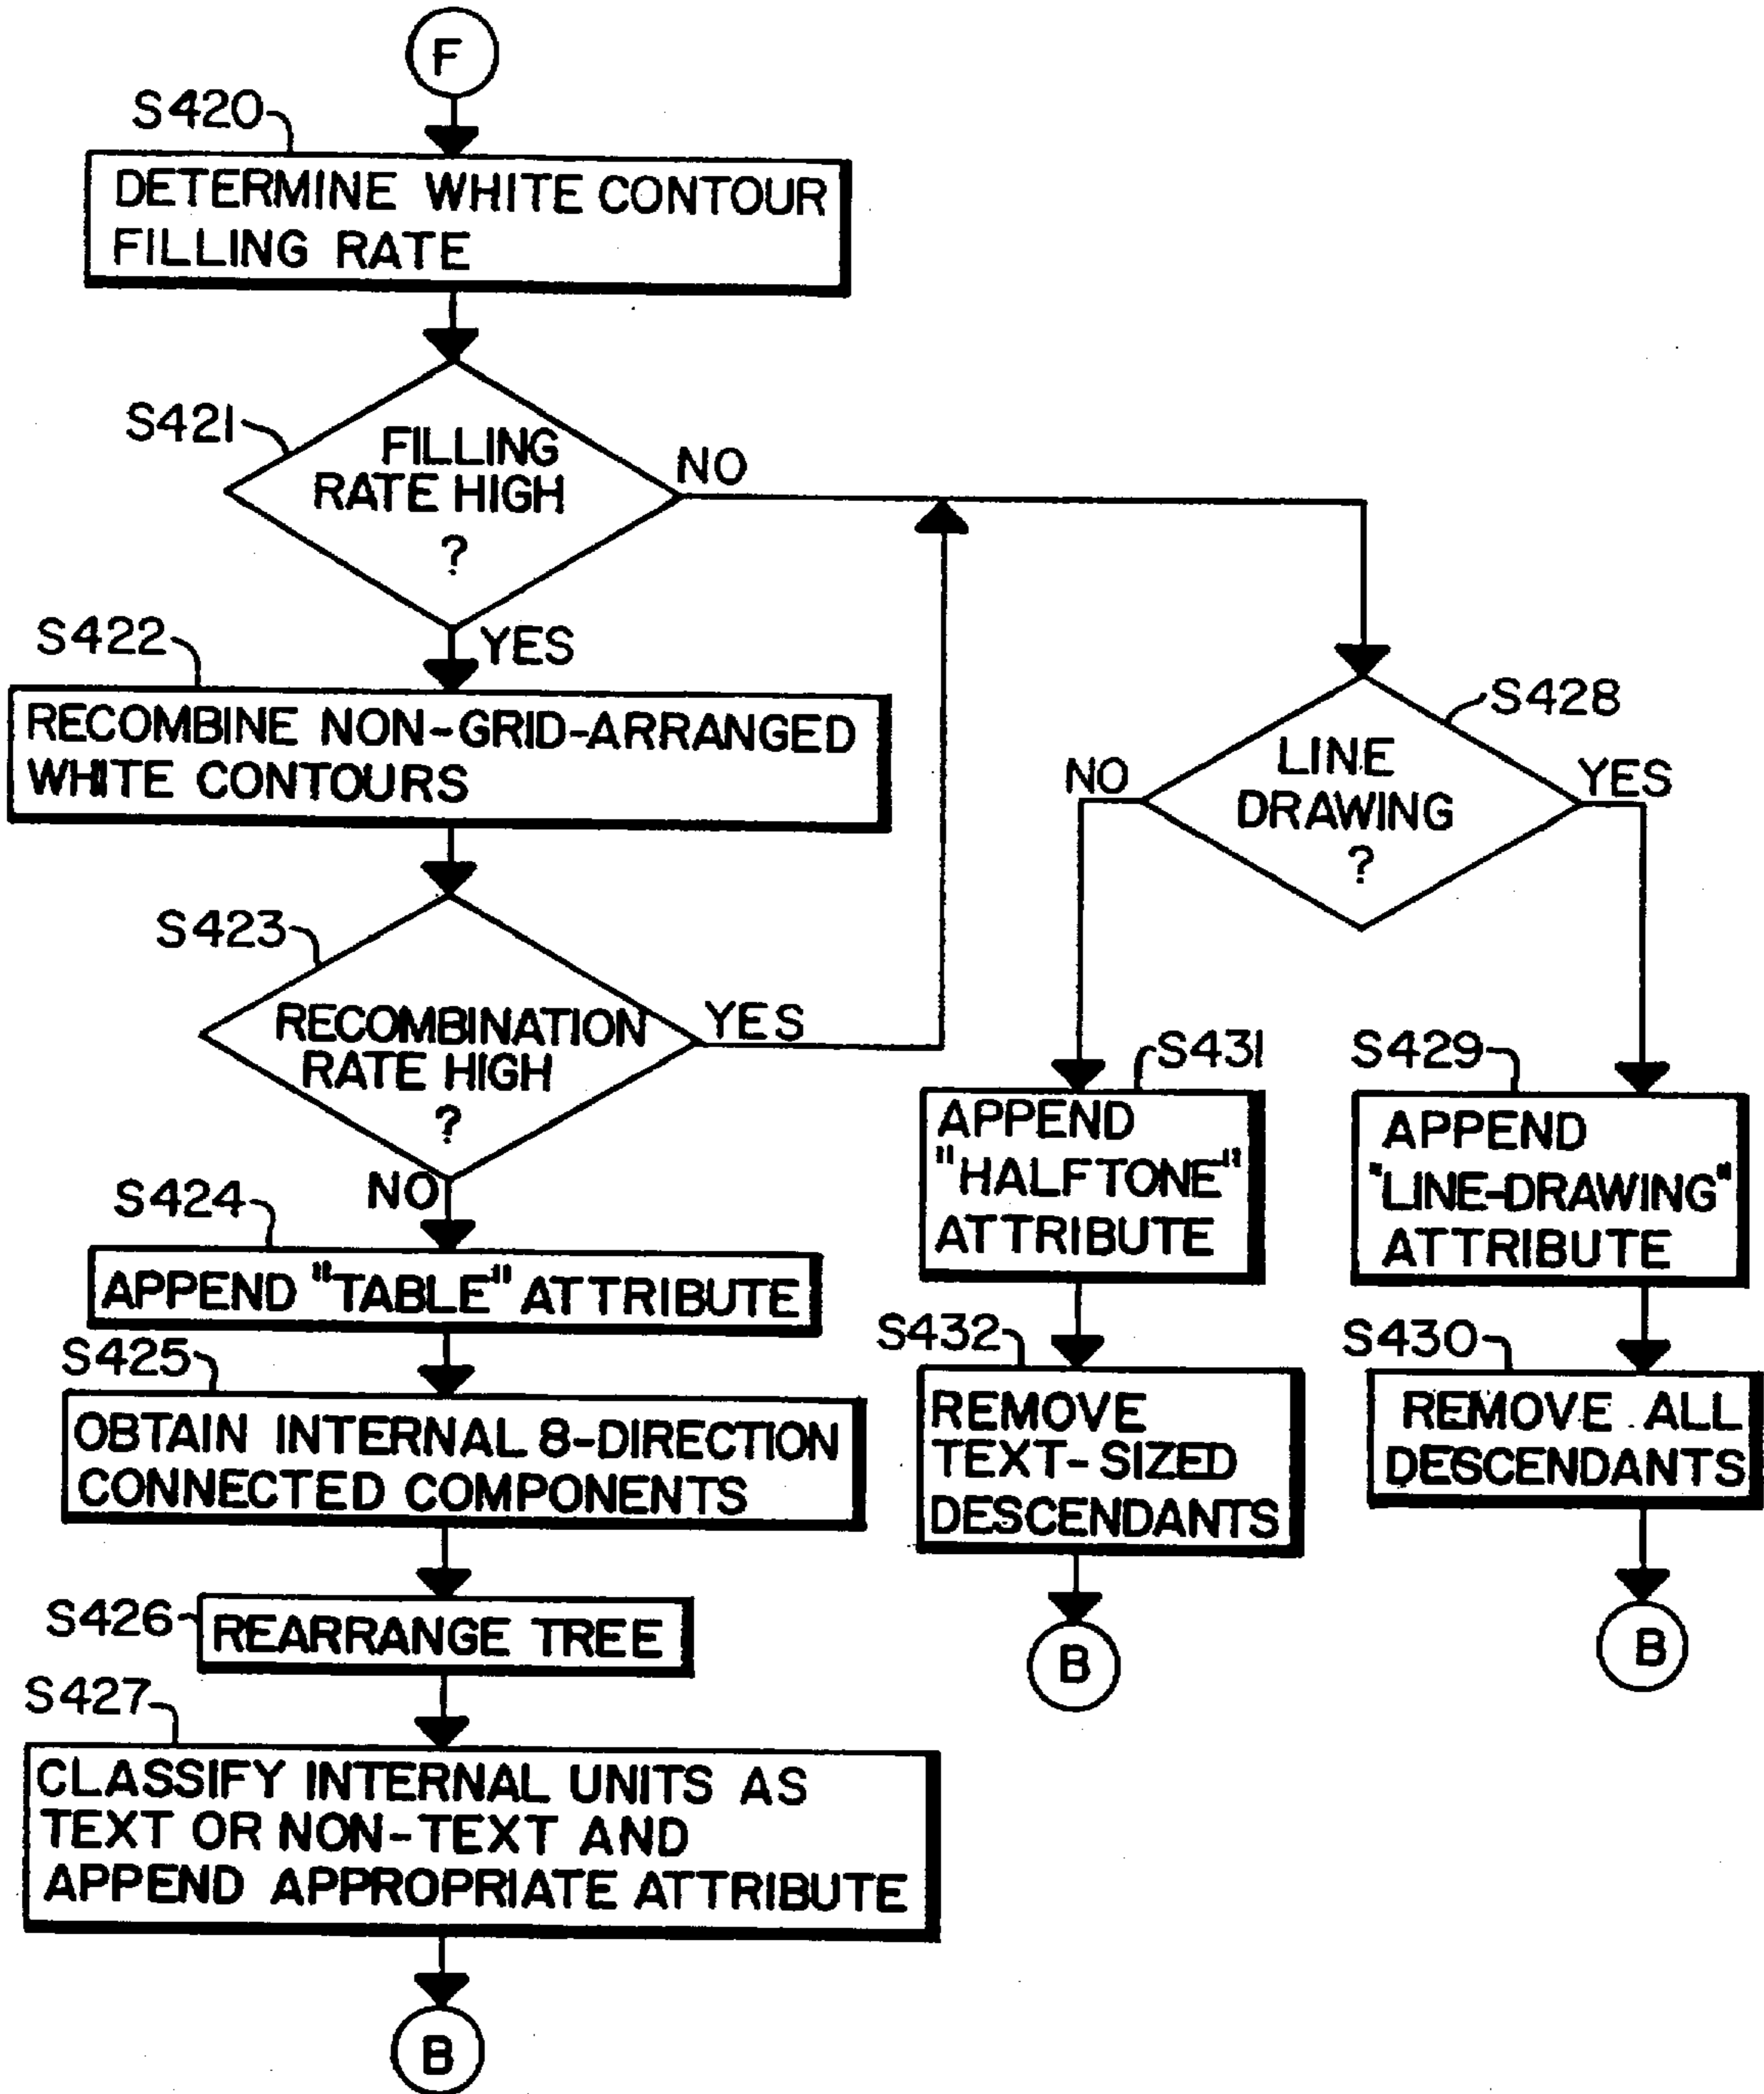 F
S420
DETERMINE WHITE CONTOUR
FILLING RATE
S421
FILLING
RATE HIGH
?
NO
YES
S422
RECOMBINE NON-GRID-ARRANGED
WHITE CONTOURS
S423
RECOMBINATION
RATE HIGH
?
YES
NO
S424
APPEND "TABLE" ATTRIBUTE
S425
OBTAIN INTERNAL 8-DIRECTION
CONNECTED COMPONENTS
S426
REARRANGE TREE
S427
CLASSIFY INTERNAL UNITS AS
TEXT OR NON-TEXT AND
APPEND APPROPRIATE ATTRIBUTE
B
S428
LINE
DRAWING
?
NO
YES
S431
APPEND
"HALFTONE"
ATTRIBUTE
S432
REMOVE
TEXT-SIZED
DESCENDANTS
B
S429
APPEND
"LINE-DRAWING"
ATTRIBUTE
S430
REMOVE ALL
DESCENDANTS
B